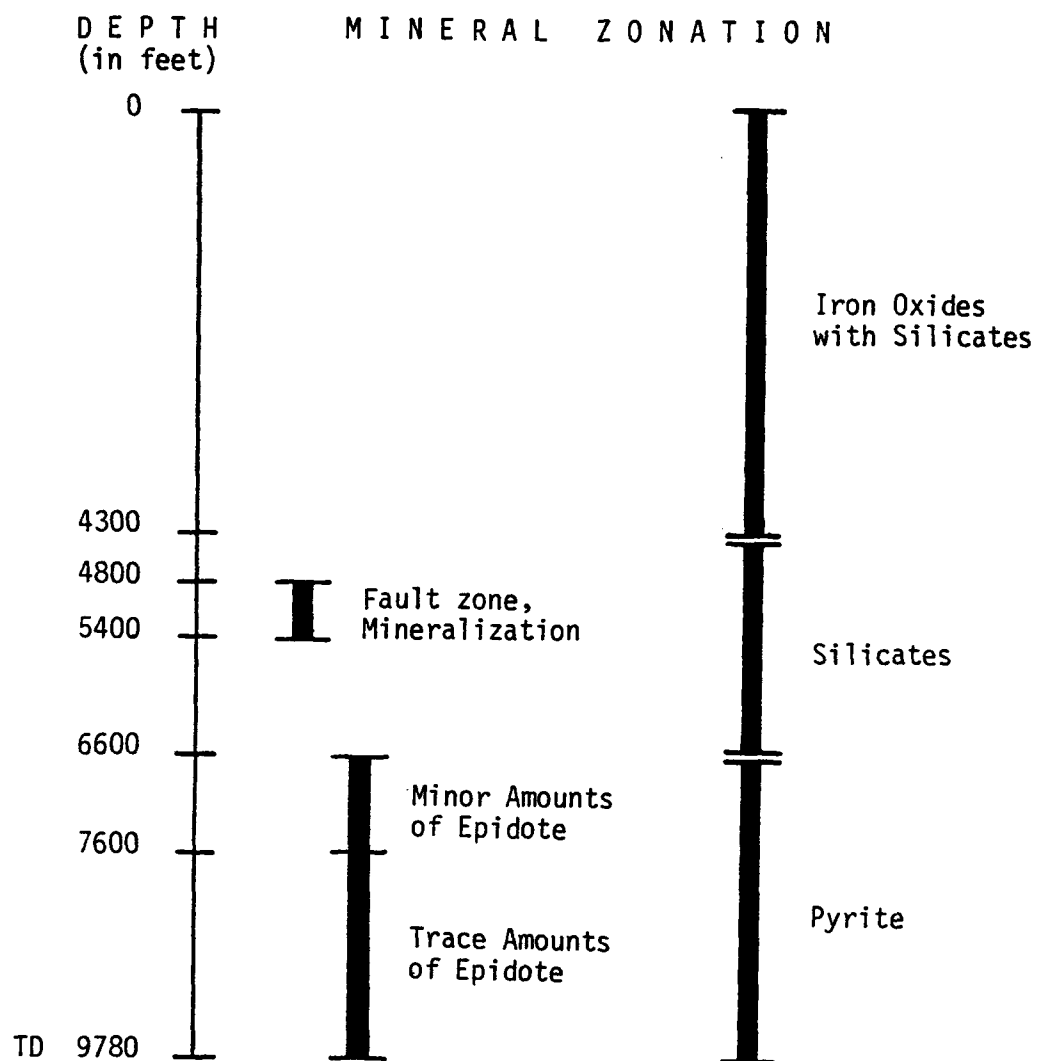 DEPTH
(in feet)
MINERAL ZONATION
0
Iron Oxides
with Silicates
4300
4800
Fault zone,
Mineralization
5400
Silicates
6600
Minor Amounts
of Epidote
7600
Pyrite
Trace Amounts
of Epidote
TD 9780